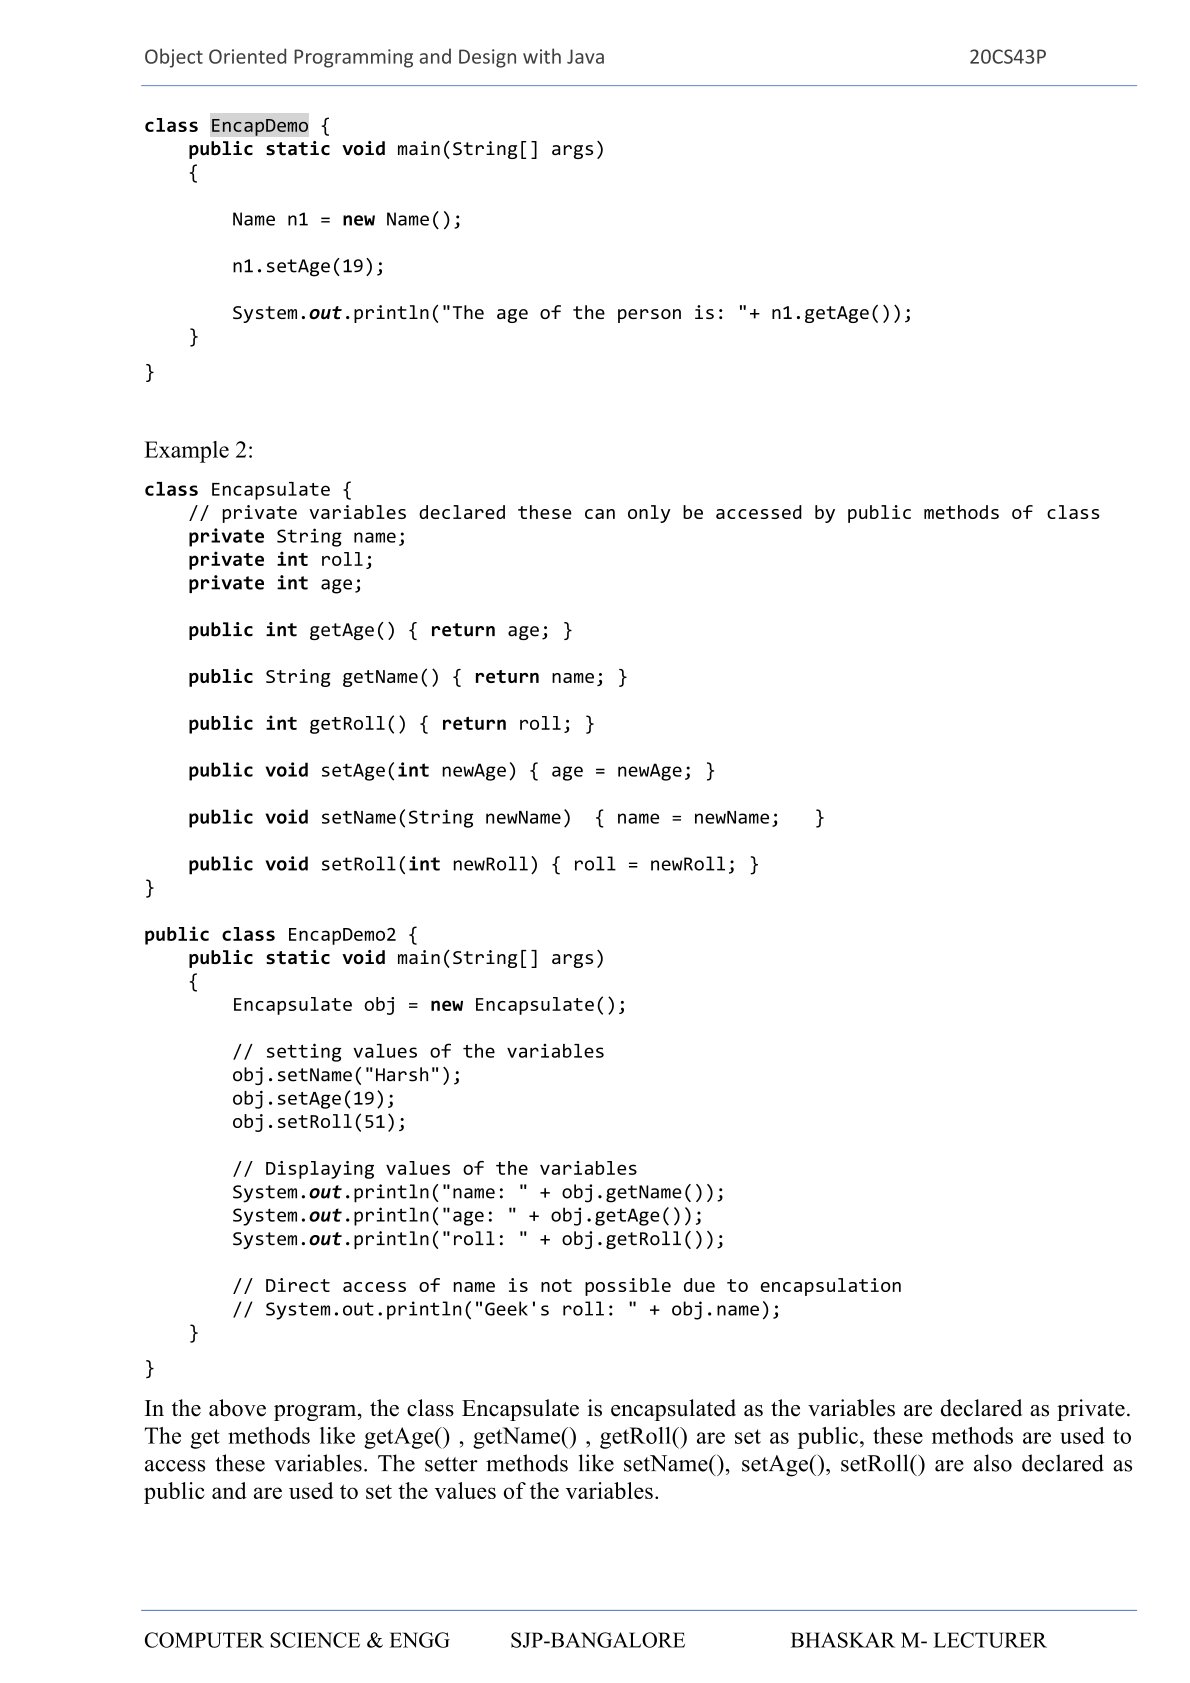 Object Oriented Programming and Design with Java 20CS43P
class EncapDemo {
    public static void main(String[] args)
    {
        Name n1 = new Name();
        n1.setAge(19);
        System.out.println("The age of the person is: "+ n1.getAge());
    }
}
Example 2:
class Encapsulate {
    // private variables declared these can only be accessed by public methods of class
    private String name;
    private int roll;
    private int age;
    public int getAge() { return age; }
    public String getName() { return name; }
    public int getRoll() { return roll; }
    public void setAge(int newAge) { age = newAge; }
    public void setName(String newName)  { name = newName;   }
    public void setRoll(int newRoll) { roll = newRoll; }
}
public class EncapDemo2 {
    public static void main(String[] args)
    {
        Encapsulate obj = new Encapsulate();
        // setting values of the variables
        obj.setName("Harsh");
        obj.setAge(19);
        obj.setRoll(51);
        // Displaying values of the variables
        System.out.println("name: " + obj.getName());
        System.out.println("age: " + obj.getAge());
        System.out.println("roll: " + obj.getRoll());
        // Direct access of name is not possible due to encapsulation
        // System.out.println("Geek's roll: " + obj.name);
    }
}
In the above program, the class Encapsulate is encapsulated as the variables are declared as private.
The get methods like getAge() , getName() , getRoll() are set as public, these methods are used to
access these variables. The setter methods like setName(), setAge(), setRoll() are also declared as
public and are used to set the values of the variables.
COMPUTER SCIENCE & ENGG SJP-BANGALORE BHASKAR M- LECTURER